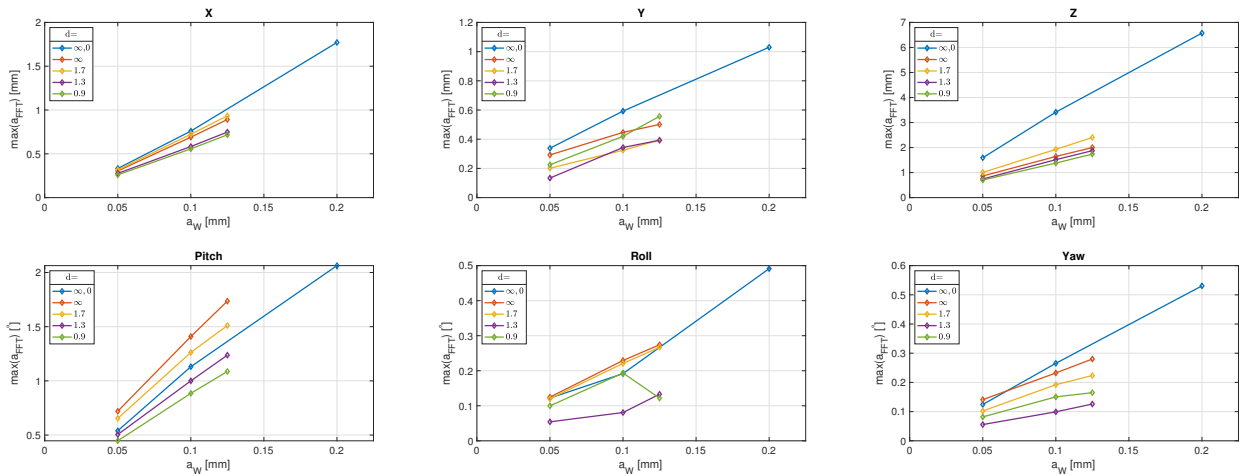 X
max(a_FFT) [mm]
2
1.5
1
0.5
0
d=
∞,0
∞
1.7
1.3
0.9
0 0.05 0.1 0.15 0.2
a_W [mm]
Y
max(a_FFT) [mm]
1.2
1
0.8
0.6
0.4
0.2
0
d=
∞,0
∞
1.7
1.3
0.9
0 0.05 0.1 0.15 0.2
a_W [mm]
Z
max(a_FFT) [mm]
7
6
5
4
3
2
1
0
d=
∞,0
∞
1.7
1.3
0.9
0 0.05 0.1 0.15 0.2
a_W [mm]
Pitch
max(a_FFT) [°]
2
1.5
1
0.5
d=
∞,0
∞
1.7
1.3
0.9
0 0.05 0.1 0.15 0.2
a_W [mm]
Roll
max(a_FFT) [°]
0.5
0.4
0.3
0.2
0.1
0
d=
∞,0
∞
1.7
1.3
0.9
0 0.05 0.1 0.15 0.2
a_W [mm]
Yaw
max(a_FFT) [°]
0.6
0.5
0.4
0.3
0.2
0.1
0
d=
∞,0
∞
1.7
1.3
0.9
0 0.05 0.1 0.15 0.2
a_W [mm]